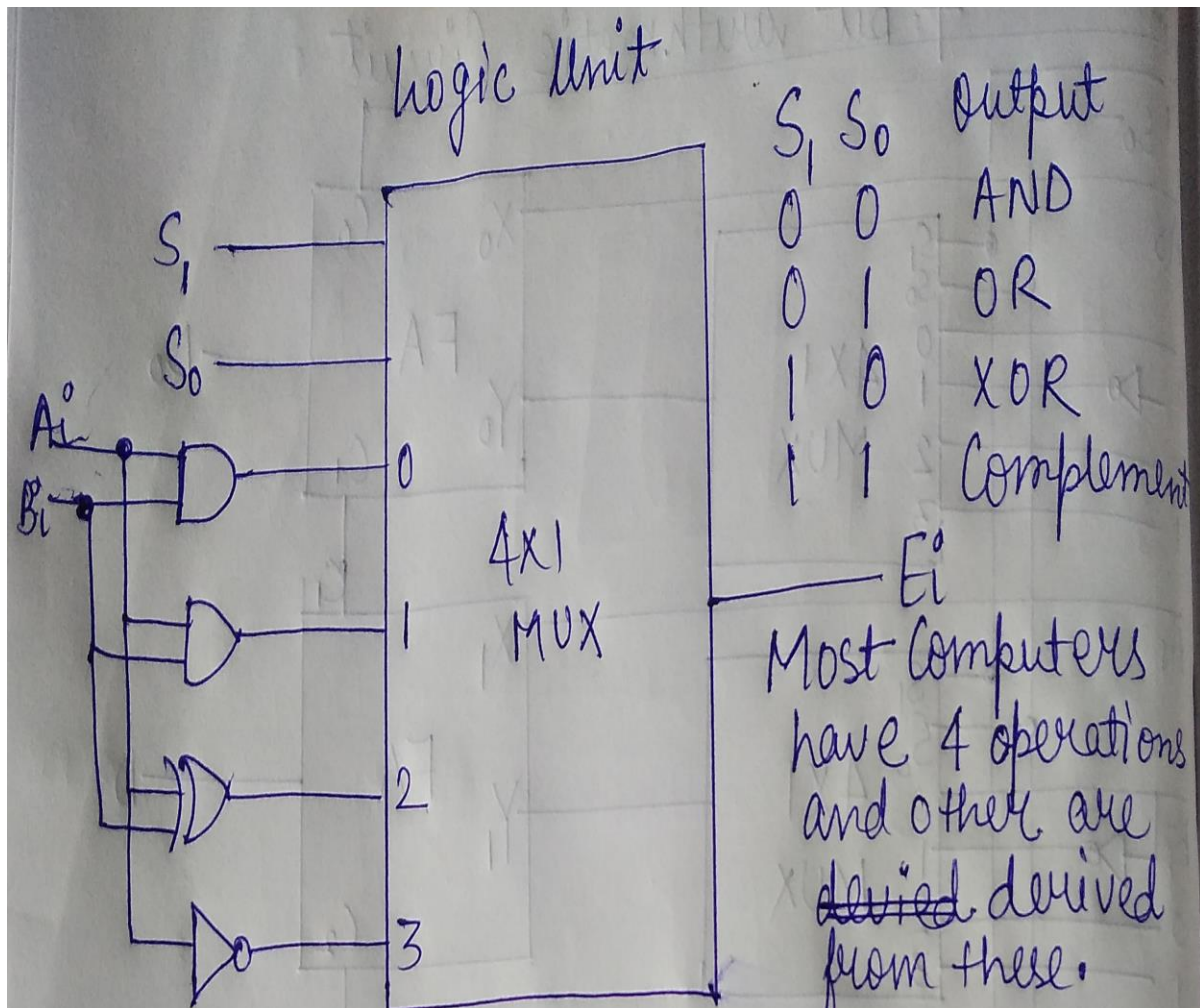 Logic Unit
S₁ S₀ Output
0 0 AND
0 1 OR
1 0 XOR
1 1 Complement
S₁
S₀
Ai
Bi
0
1
2
3
4X1
MUX
Ei
Most Computers
have 4 operations
and other are
devied derived
from these.